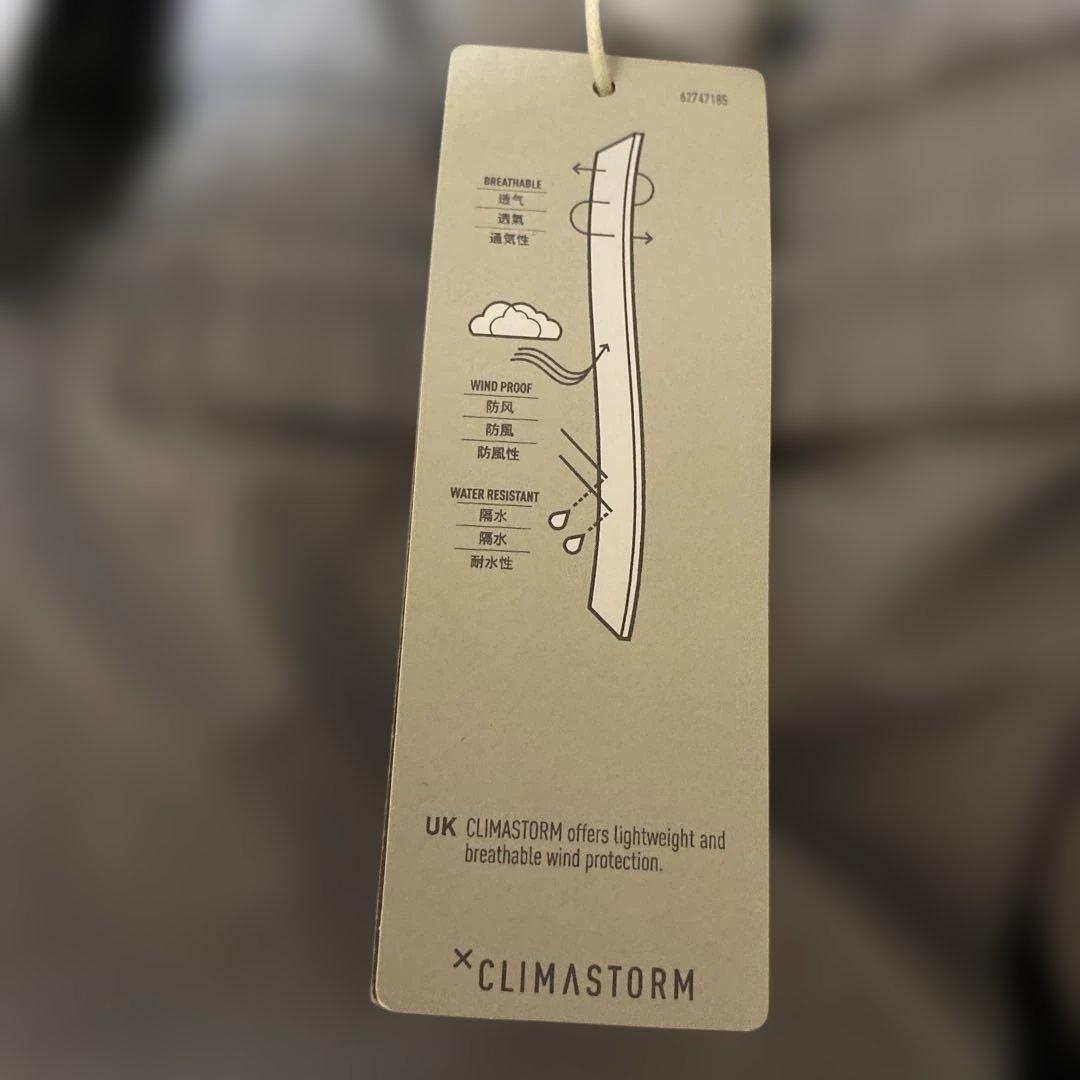 62747185
BREATHABLE
透气
透氣
通気性
WIND PROOF
防风
防風
防風性
WATER RESISTANT
隔水
隔水
耐水性
UK CLIMASTORM offers lightweight and
breathable wind protection.
×CLIMASTORM